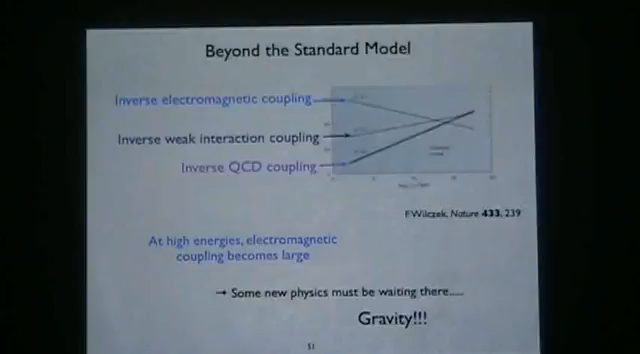 Beyond the Standard Model
Inverse electromagnetic coupling
Inverse weak interaction coupling
Inverse QCD coupling
F.Wilczek, Nature 433, 239
At high energies, electromagnetic
coupling becomes large
→ Some new physics must be waiting there.....
Gravity!!!
51